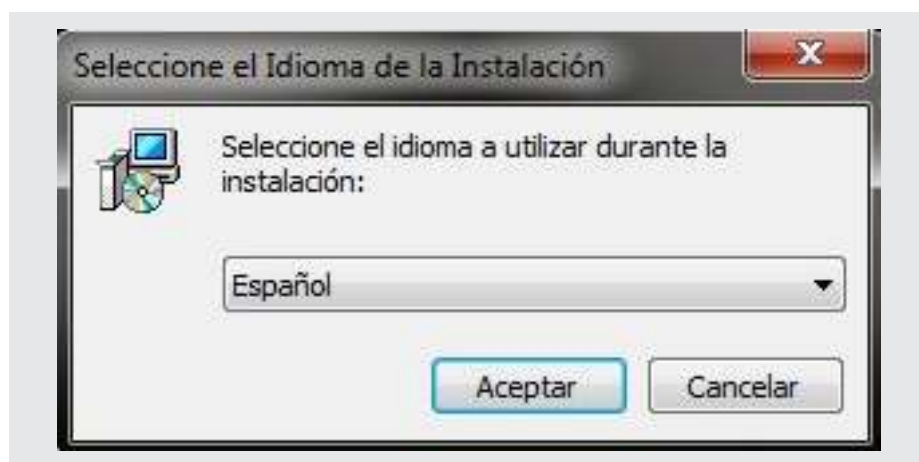 Seleccione el Idioma de la Instalación
Seleccione el idioma a utilizar durante la
instalación:
Español
Aceptar
Cancelar